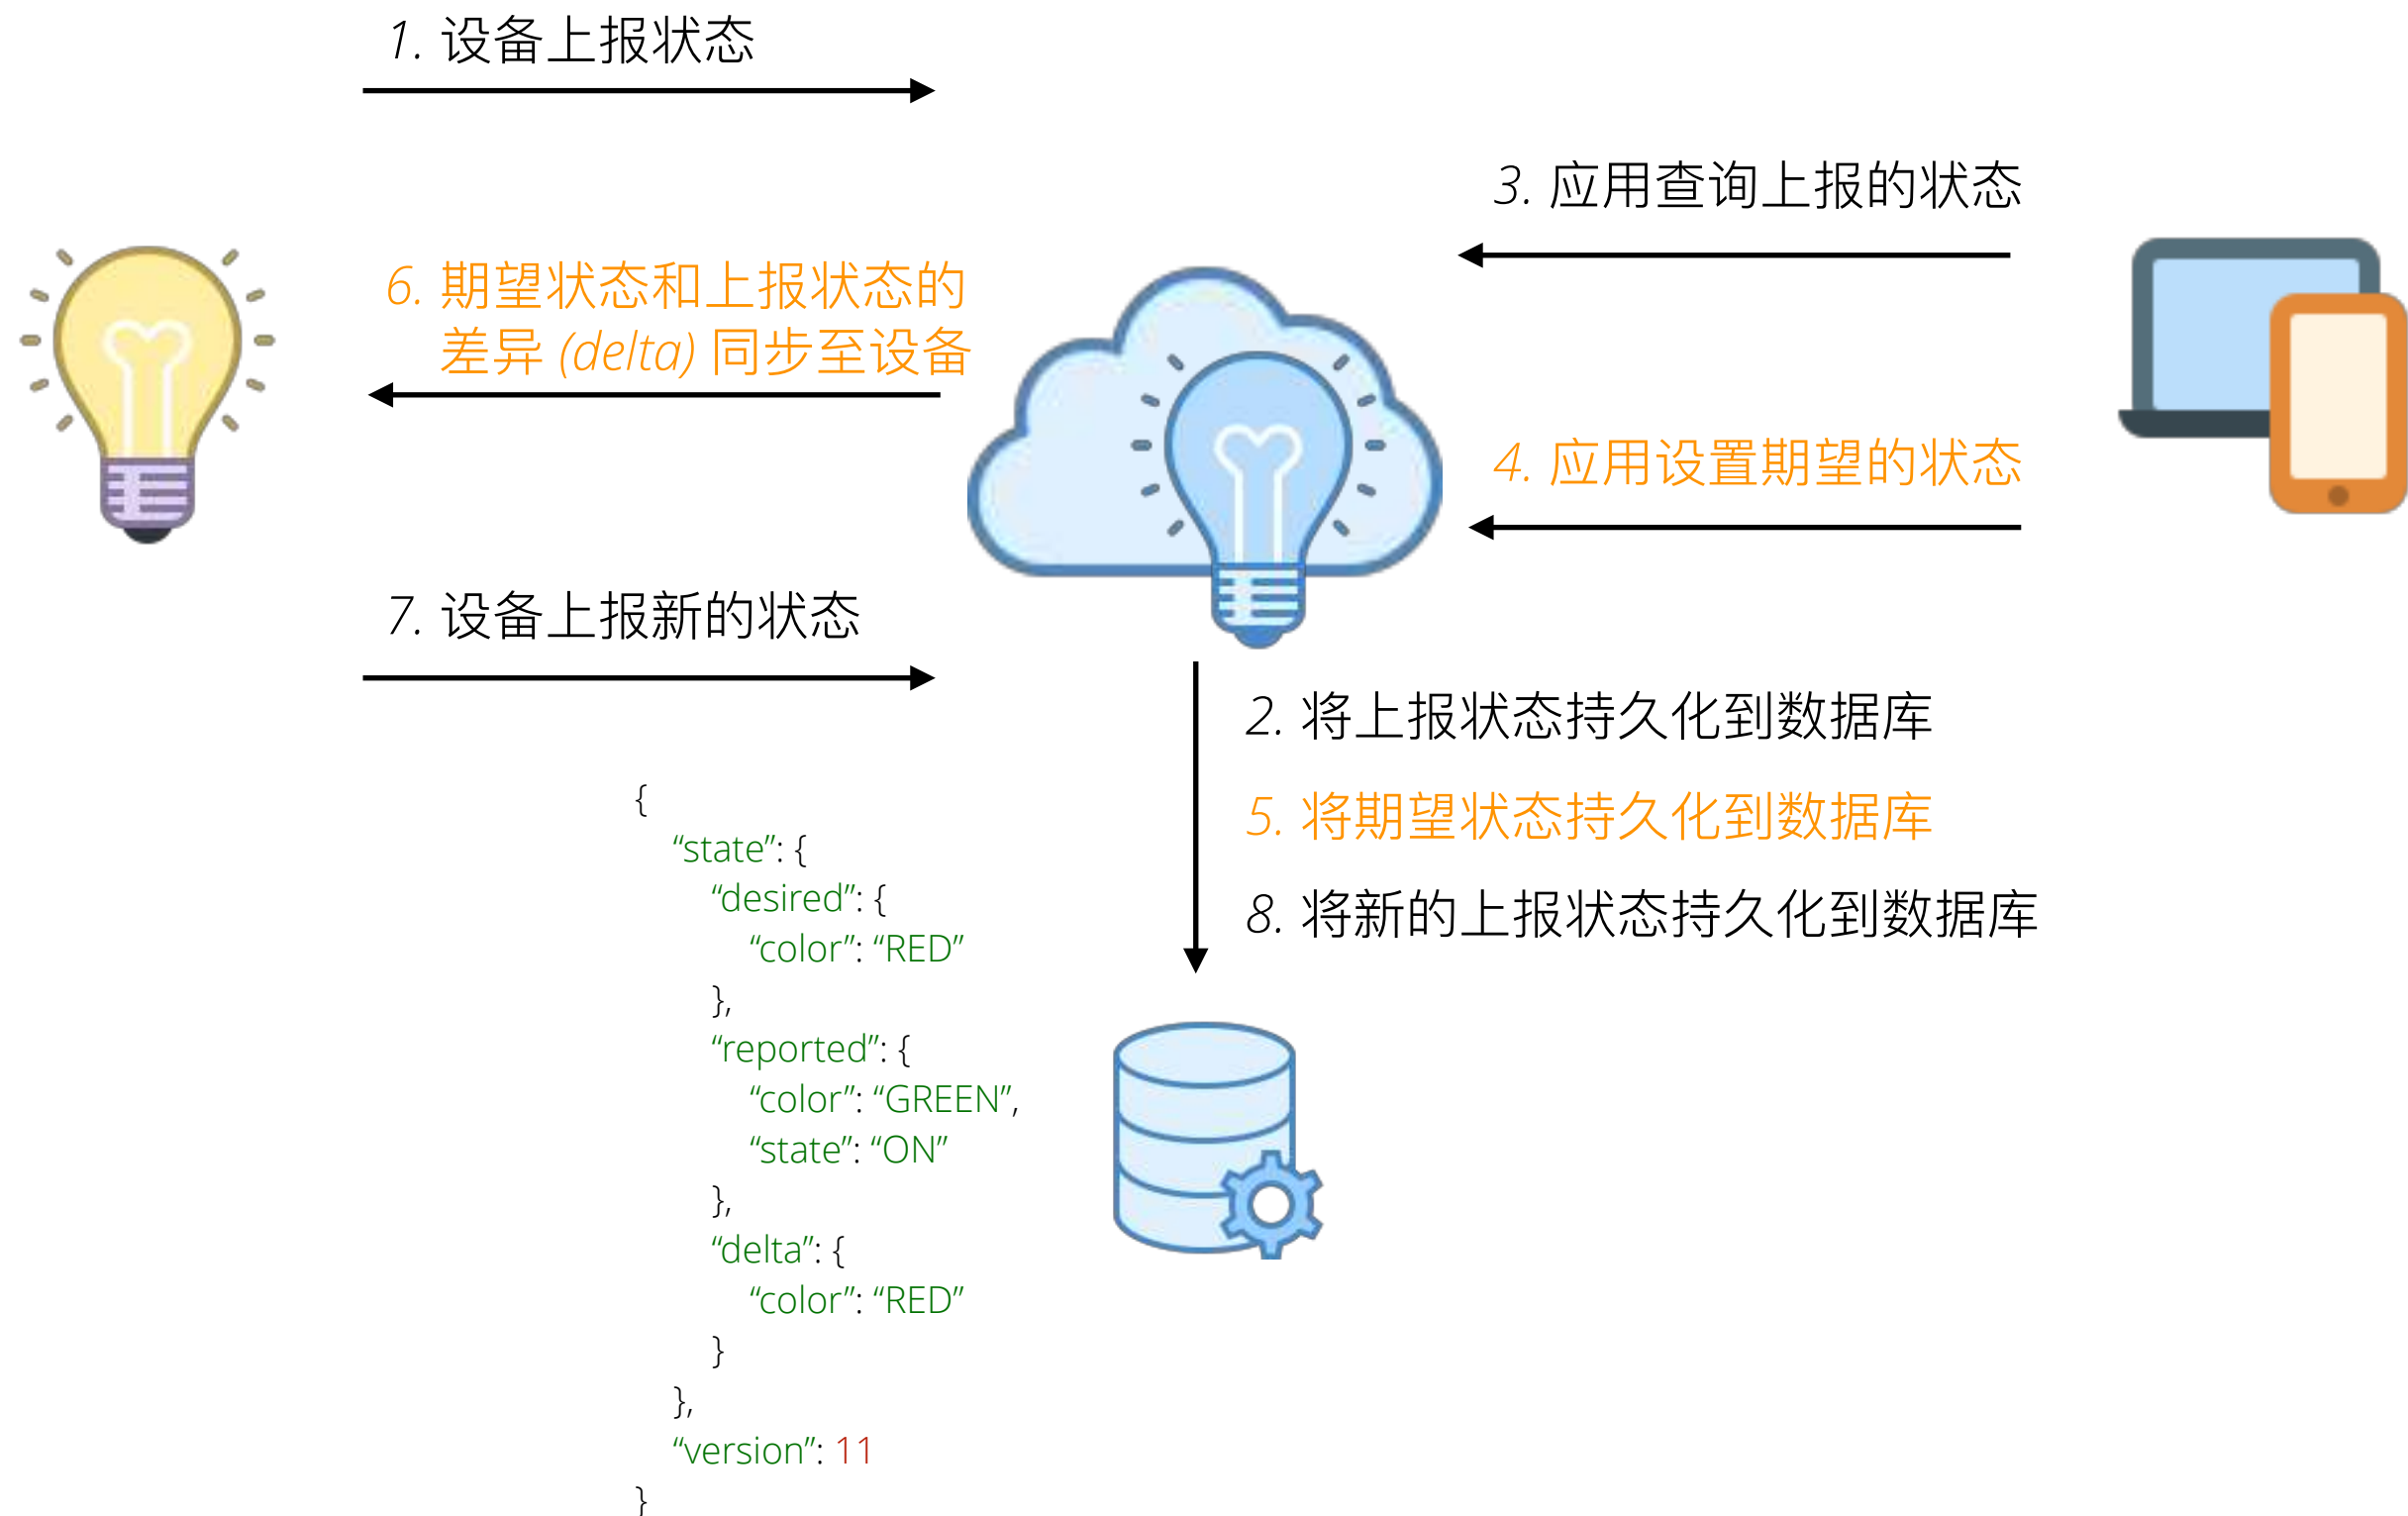 1. 设备上报状态
3. 应用查询上报的状态
6. 期望状态和上报状态的
差异 (delta) 同步至设备
4. 应用设置期望的状态
7. 设备上报新的状态
2. 将上报状态持久化到数据库
5. 将期望状态持久化到数据库
8. 将新的上报状态持久化到数据库
{
“state”: {
“desired”: {
“color”: “RED”
},
“reported”: {
“color”: “GREEN”,
“state”: “ON”
},
“delta”: {
“color”: “RED”
}
},
“version”: 11
}